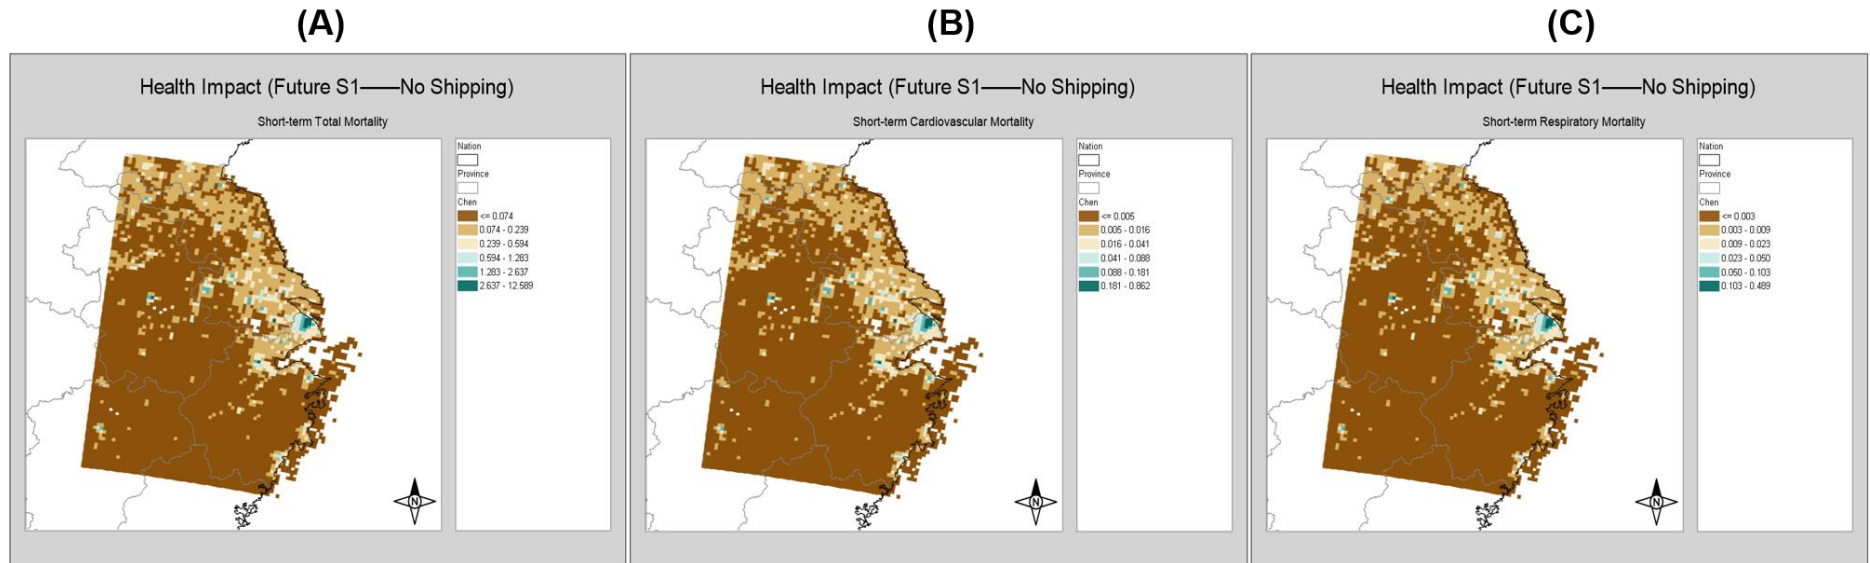 (A)
Health Impact (Future S1——No Shipping)
Short-term Total Mortality
Nation
Province
Chen
<= 0.074
0.074 - 0.239
0.239 - 0.594
0.594 - 1.283
1.283 - 2.637
2.637 - 12.589
N
(B)
Health Impact (Future S1——No Shipping)
Short-term Cardiovascular Mortality
Nation
Province
Chen
<= 0.005
0.005 - 0.016
0.016 - 0.041
0.041 - 0.088
0.088 - 0.181
0.181 - 0.862
N
(C)
Health Impact (Future S1——No Shipping)
Short-term Respiratory Mortality
Nation
Province
Chen
<= 0.003
0.003 - 0.009
0.009 - 0.023
0.023 - 0.050
0.050 - 0.103
0.103 - 0.489
N